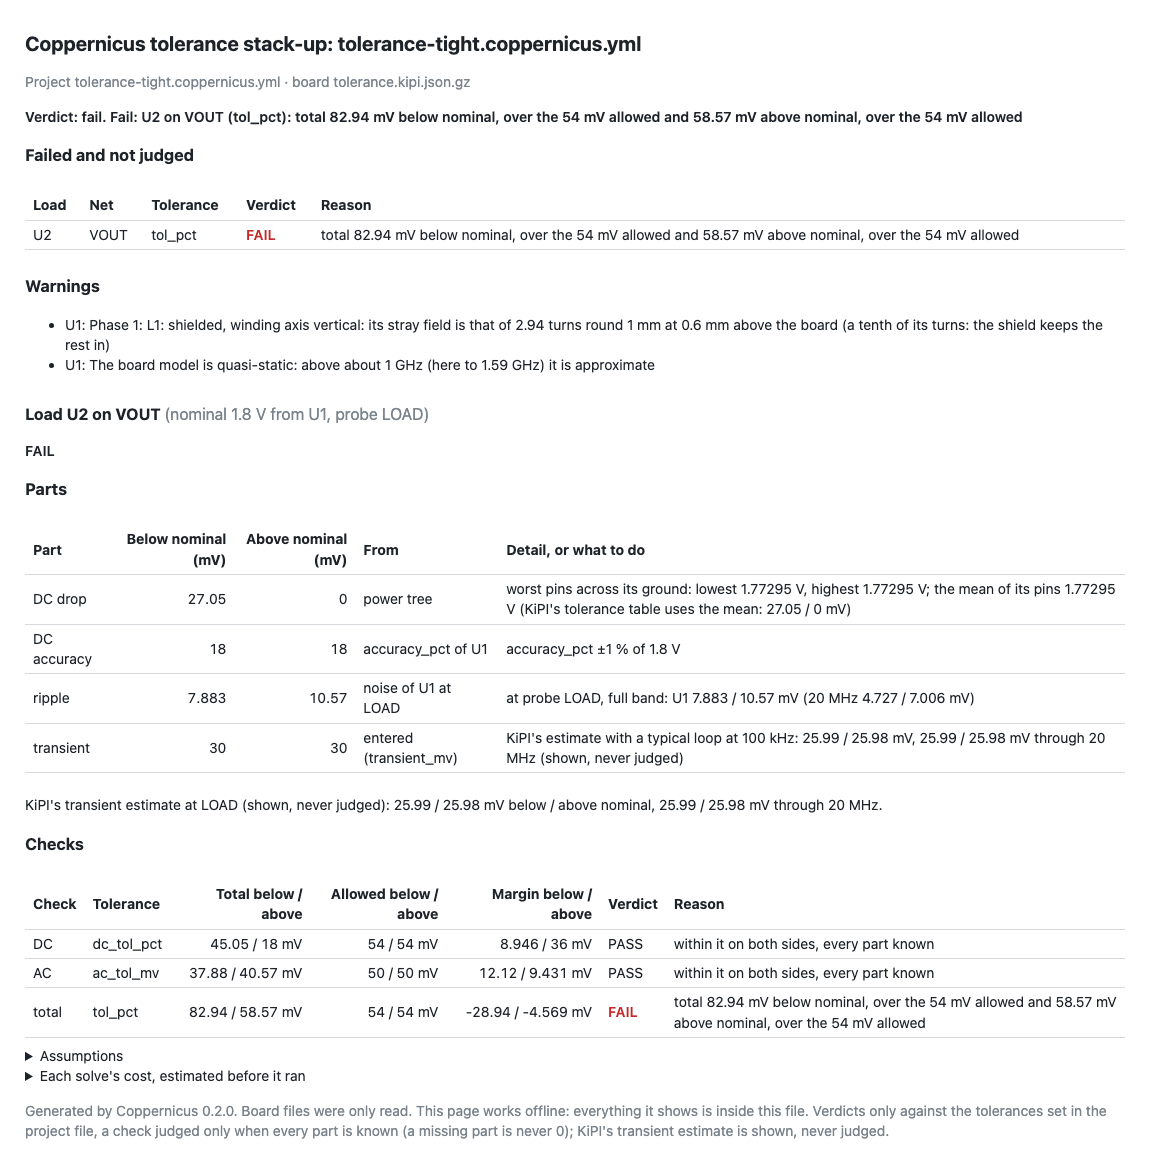 Coppernicus tolerance stack-up: tolerance-tight.coppernicus.yml
Project tolerance-tight.coppernicus.yml · board tolerance.kipi.json.gz
Verdict: fail. Fail: U2 on VOUT (tol_pct): total 82.94 mV below nominal, over the 54 mV allowed and 58.57 mV above nominal, over the 54 mV allowed
Failed and not judged
Load Net Tolerance Verdict Reason
U2 VOUT tol_pct FAIL total 82.94 mV below nominal, over the 54 mV allowed and 58.57 mV above nominal, over the 54 mV allowed
Warnings
• U1: Phase 1: L1: shielded, winding axis vertical: its stray field is that of 2.94 turns round 1 mm at 0.6 mm above the board (a tenth of its turns: the shield keeps the
rest in)
• U1: The board model is quasi-static: above about 1 GHz (here to 1.59 GHz) it is approximate
Load U2 on VOUT (nominal 1.8 V from U1, probe LOAD)
FAIL
Parts
Part Below nominal (mV) Above nominal (mV) From Detail, or what to do
DC drop 27.05 0 power tree worst pins across its ground: lowest 1.77295 V, highest 1.77295 V; the mean of its pins 1.77295
V (KiPI's tolerance table uses the mean: 27.05 / 0 mV)
DC accuracy 18 18 accuracy_pct of U1 accuracy_pct ±1 % of 1.8 V
ripple 7.883 10.57 noise of U1 at LOAD at probe LOAD, full band: U1 7.883 / 10.57 mV (20 MHz 4.727 / 7.006 mV)
transient 30 30 entered (transient_mv) KiPI's estimate with a typical loop at 100 kHz: 25.99 / 25.98 mV, 25.99 / 25.98 mV through 20
MHz (shown, never judged)
KiPI's transient estimate at LOAD (shown, never judged): 25.99 / 25.98 mV below / above nominal, 25.99 / 25.98 mV through 20 MHz.
Checks
Check Tolerance Total below / above Allowed below / above Margin below / above Verdict Reason
DC dc_tol_pct 45.05 / 18 mV 54 / 54 mV 8.946 / 36 mV PASS within it on both sides, every part known
AC ac_tol_mv 37.88 / 40.57 mV 50 / 50 mV 12.12 / 9.431 mV PASS within it on both sides, every part known
total tol_pct 82.94 / 58.57 mV 54 / 54 mV -28.94 / -4.569 mV FAIL total 82.94 mV below nominal, over the 54 mV allowed and 58.57 mV
above nominal, over the 54 mV allowed
▶ Assumptions
▶ Each solve's cost, estimated before it ran
Generated by Coppernicus 0.2.0. Board files were only read. This page works offline: everything it shows is inside this file. Verdicts only against the tolerances set in the
project file, a check judged only when every part is known (a missing part is never 0); KiPI's transient estimate is shown, never judged.